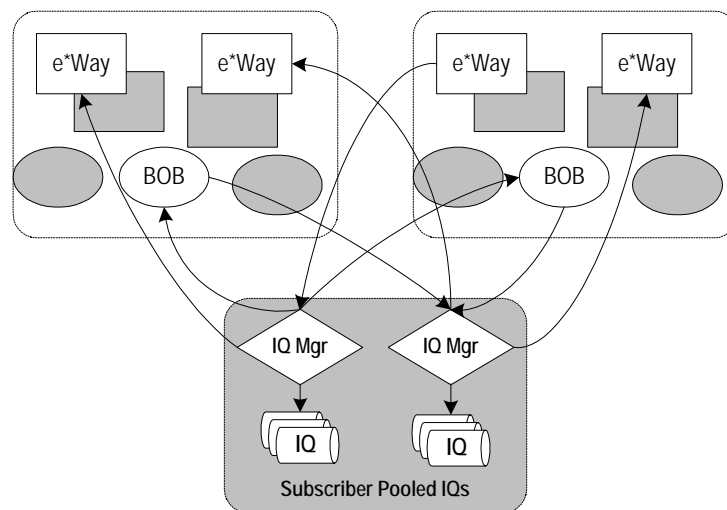 e*Way
e*Way
e*Way
e*Way
BOB
BOB
IQ Mgr
IQ Mgr
IQ
IQ
Subscriber Pooled IQs